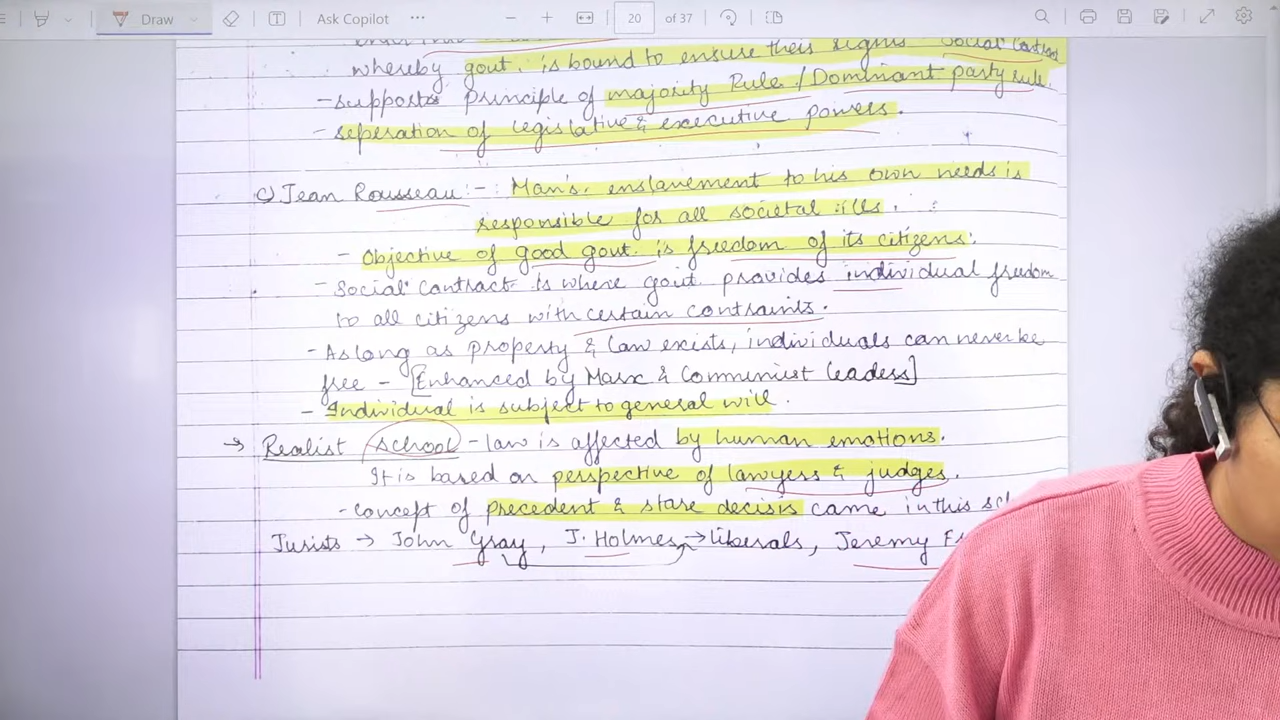 Draw
Ask Copilot
20 of 37
whereby govt. is bound to ensure their rights Social
- supports principle of majority Rule / Dominant party rule.
- seperation of legislative & executive powers.
c) Jean Rousseau :- Man's enslavement to his own needs is
responsible for all societal ills.
- Objective of good govt. is freedom of its citizens.
- Social contract is where govt. provides individual freedom
to all citizens with certain contraints.
- As long as property & law exists, individuals can never be
free - [Enhanced by Marx & Communist leaders]
- Individual is subject to general will.
→ Realist school - law is affected by human emotions.
It is based on perspective of lawyers & judges.
- concept of precedent & stare decisis came in this
Jurists → John Gray, J. Holmes → liberals, Jeremy